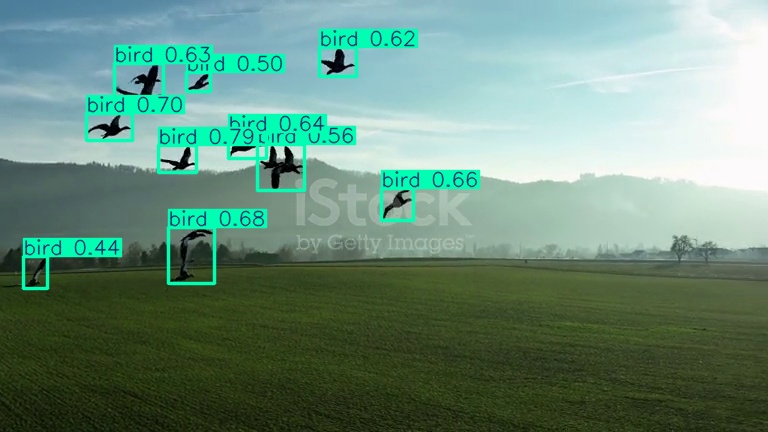 bird 0.62
bird 0.63
bird 0.50
bird 0.70
bird 0.64
bird 0.79
bird 0.56
bird 0.66
bird 0.68
bird 0.44
iStock
by Getty Images™